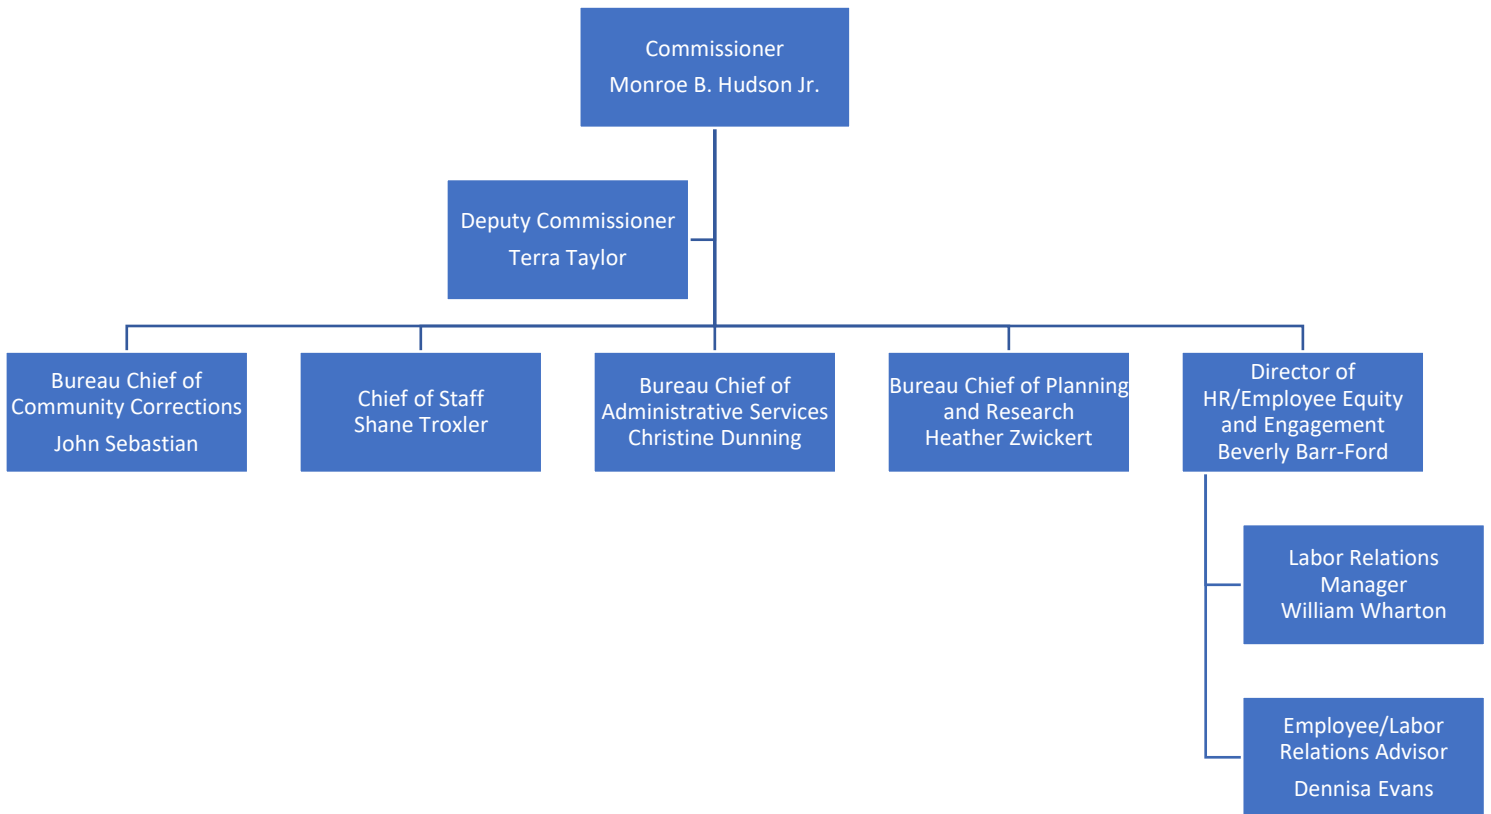 Commissioner
Monroe B. Hudson Jr.
Deputy Commissioner
Terra Taylor
Bureau Chief of
Community Corrections
John Sebastian
Chief of Staff
Shane Troxler
Bureau Chief of
Administrative Services
Christine Dunning
Bureau Chief of Planning
and Research
Heather Zwickert
Director of
HR/Employee Equity
and Engagement
Beverly Barr-Ford
Labor Relations
Manager
William Wharton
Employee/Labor
Relations Advisor
Dennisa Evans